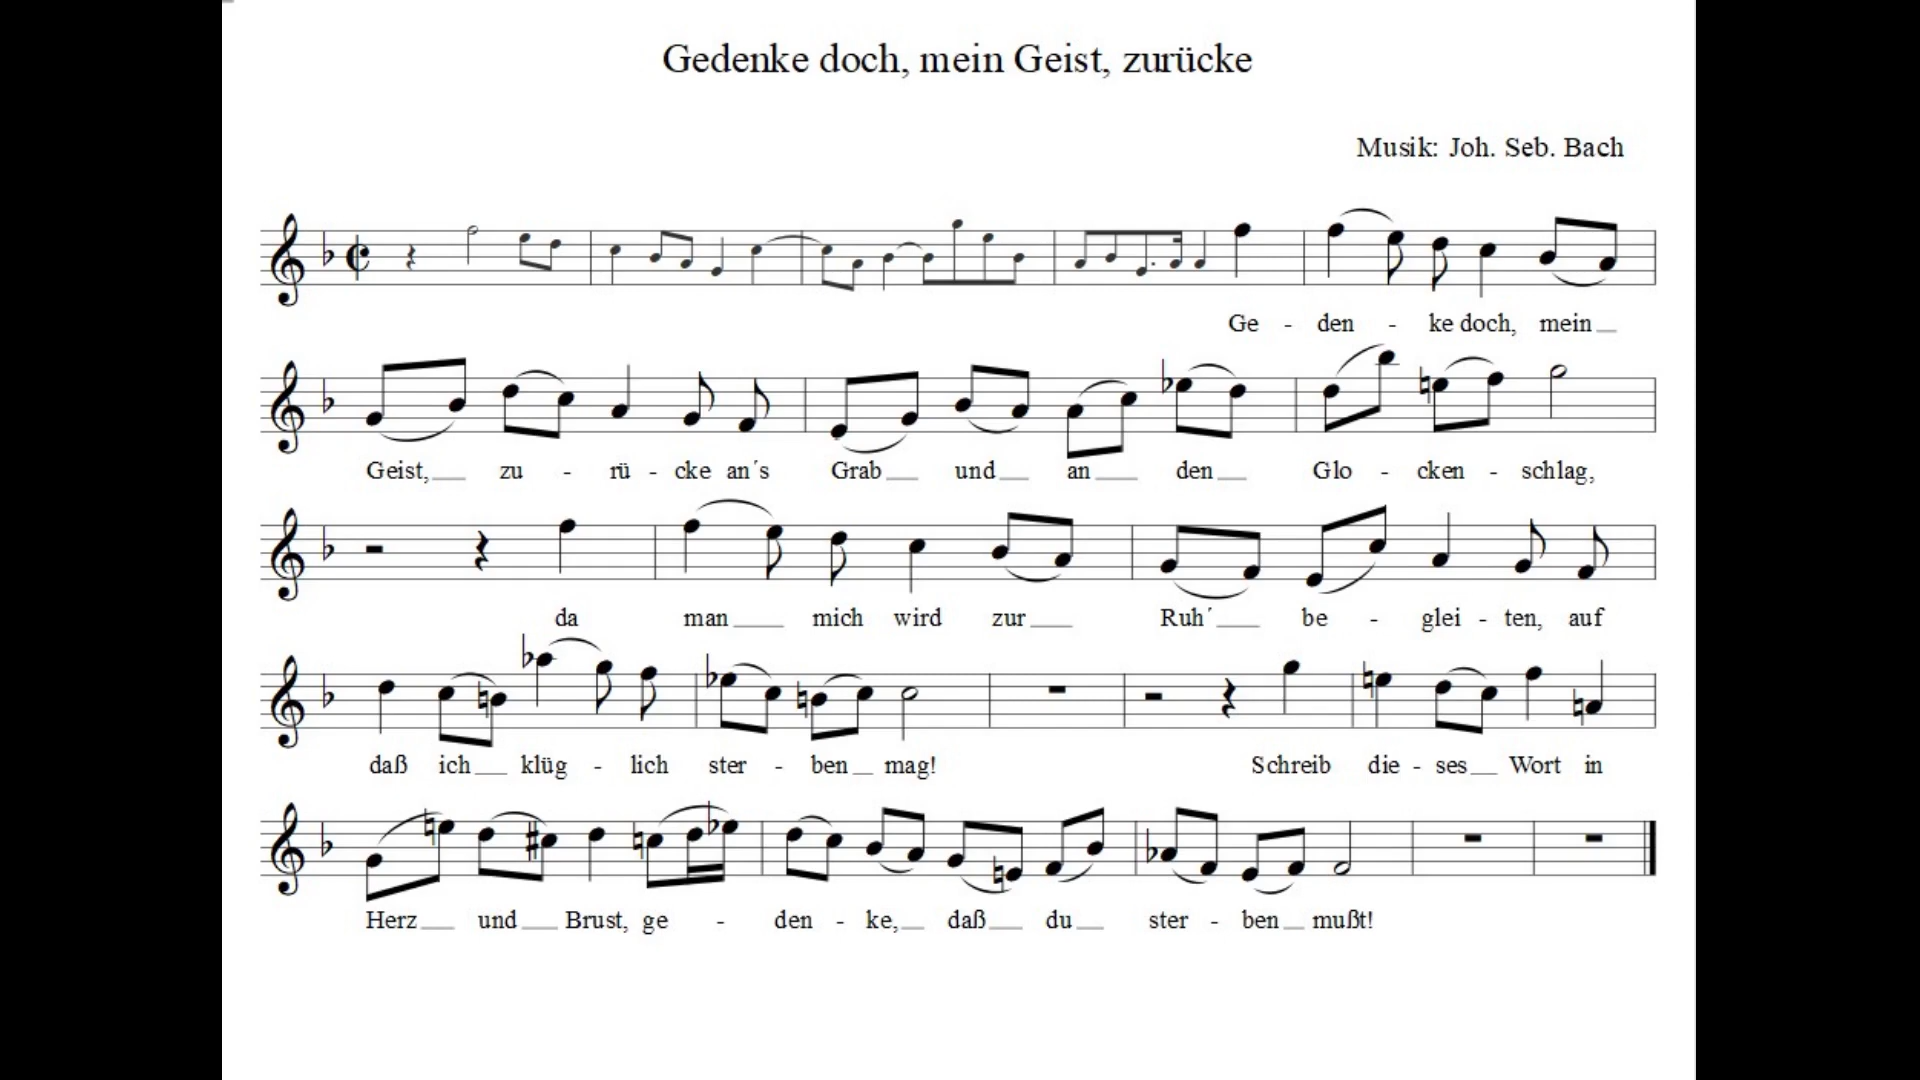 Gedenke doch, mein Geist, zurücke
Musik: Joh. Seb. Bach
Ge - den - ke doch, mein
Geist, zu - rü - cke an´s Grab und an den Glo - cken - schlag,
da man mich wird zur Ruh´ be - glei - ten, auf
daß ich klüg - lich ster - ben mag! Schreib die - ses Wort in
Herz und Brust, ge - den - ke, daß du ster - ben mußt!